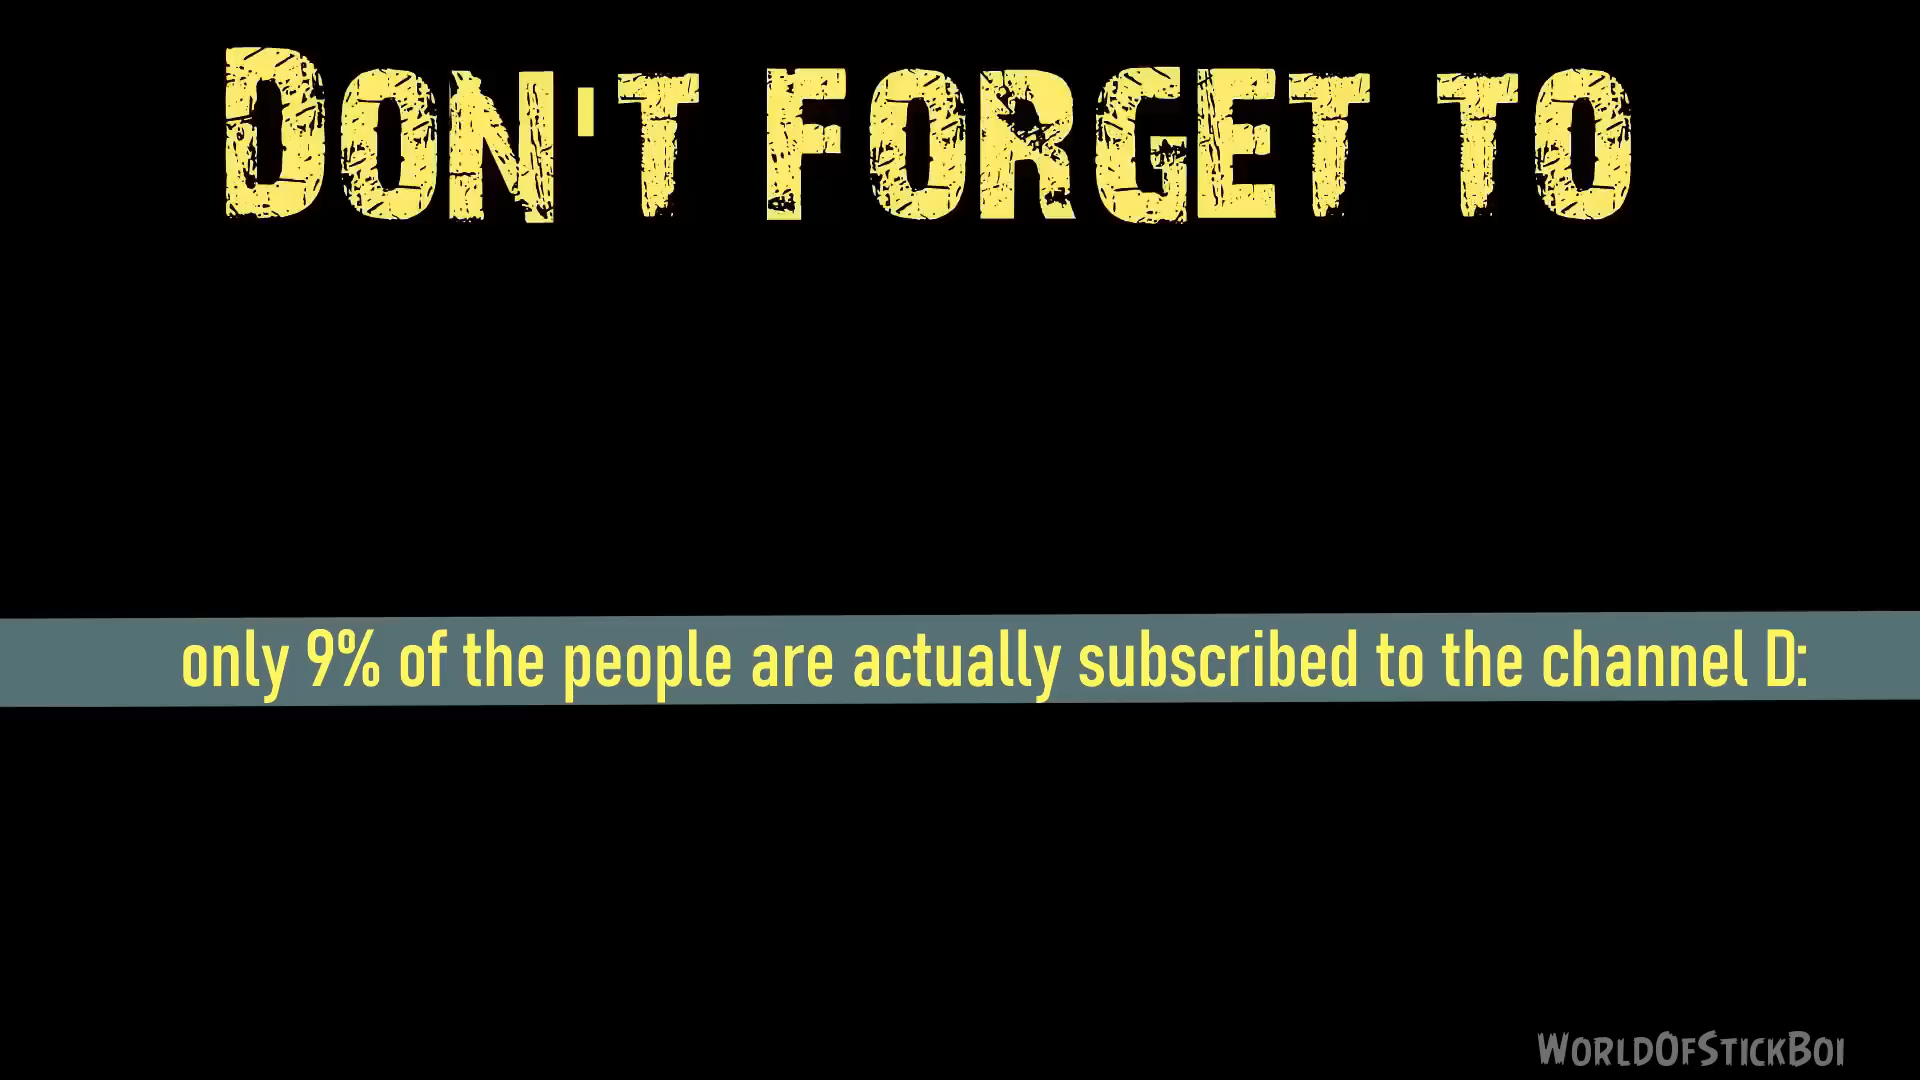 Don't forget to
only 9% of the people are actually subscribed to the channel D:
WorldOfStickBoi